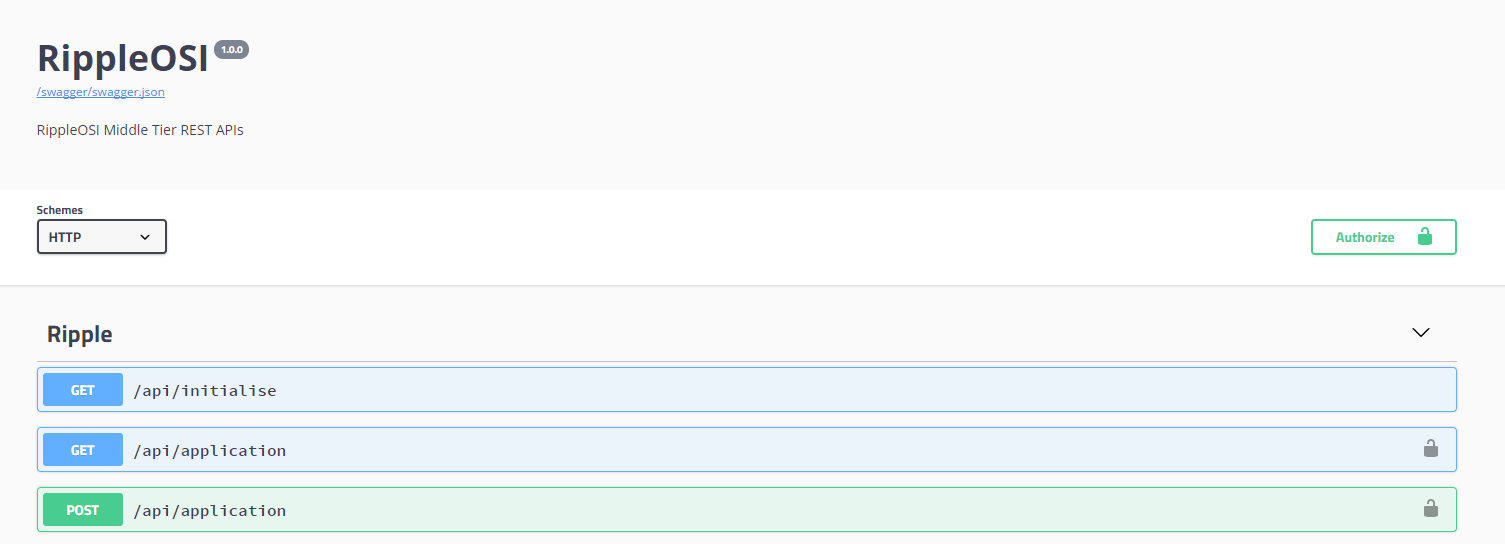 RippleOSI 1.0.0
/swagger/swagger.json
RippleOSI Middle Tier REST APIs
Schemes
HTTP
Authorize
Ripple
GET /api/initialise
GET /api/application
POST /api/application